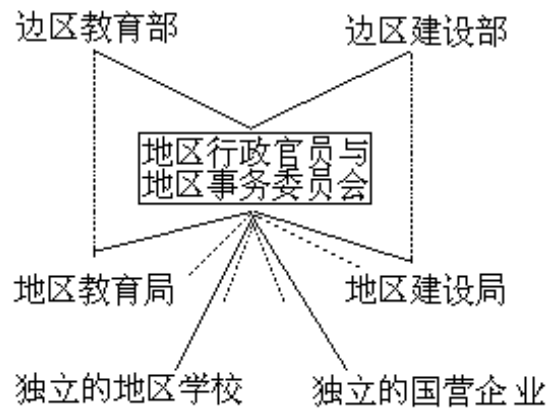 边区教育部
边区建设部
地区行政官员与
地区事务委员会
地区教育局
地区建设局
独立的地区学校
独立的国营企业